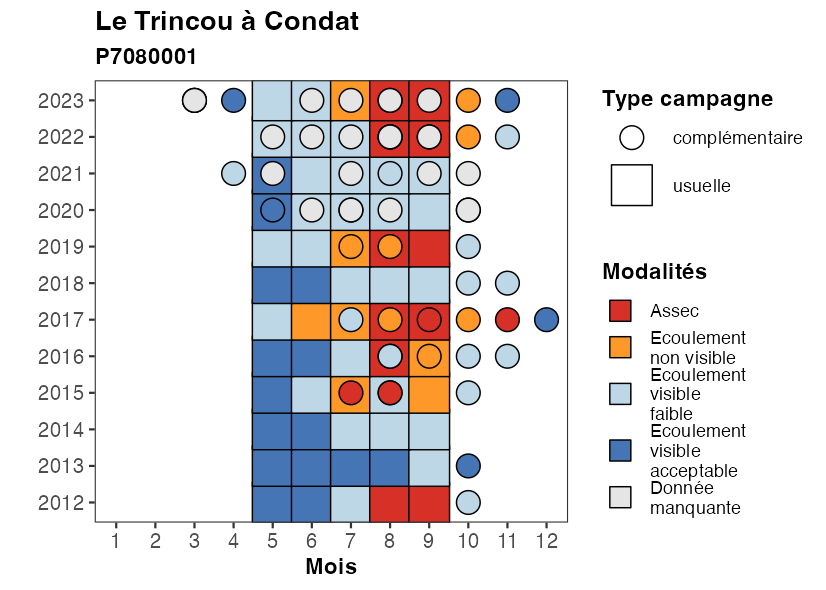 Le Trincou à Condat
P7080001
2023
2022
2021
2020
2019
2018
2017
2016
2015
2014
2013
2012
1 2 3 4 5 6 7 8 9 10 11 12
Mois
Type campagne
complémentaire
usuelle
Modalités
Assec
Ecoulement
non visible
Ecoulement
visible
faible
Ecoulement
visible
acceptable
Donnée
manquante